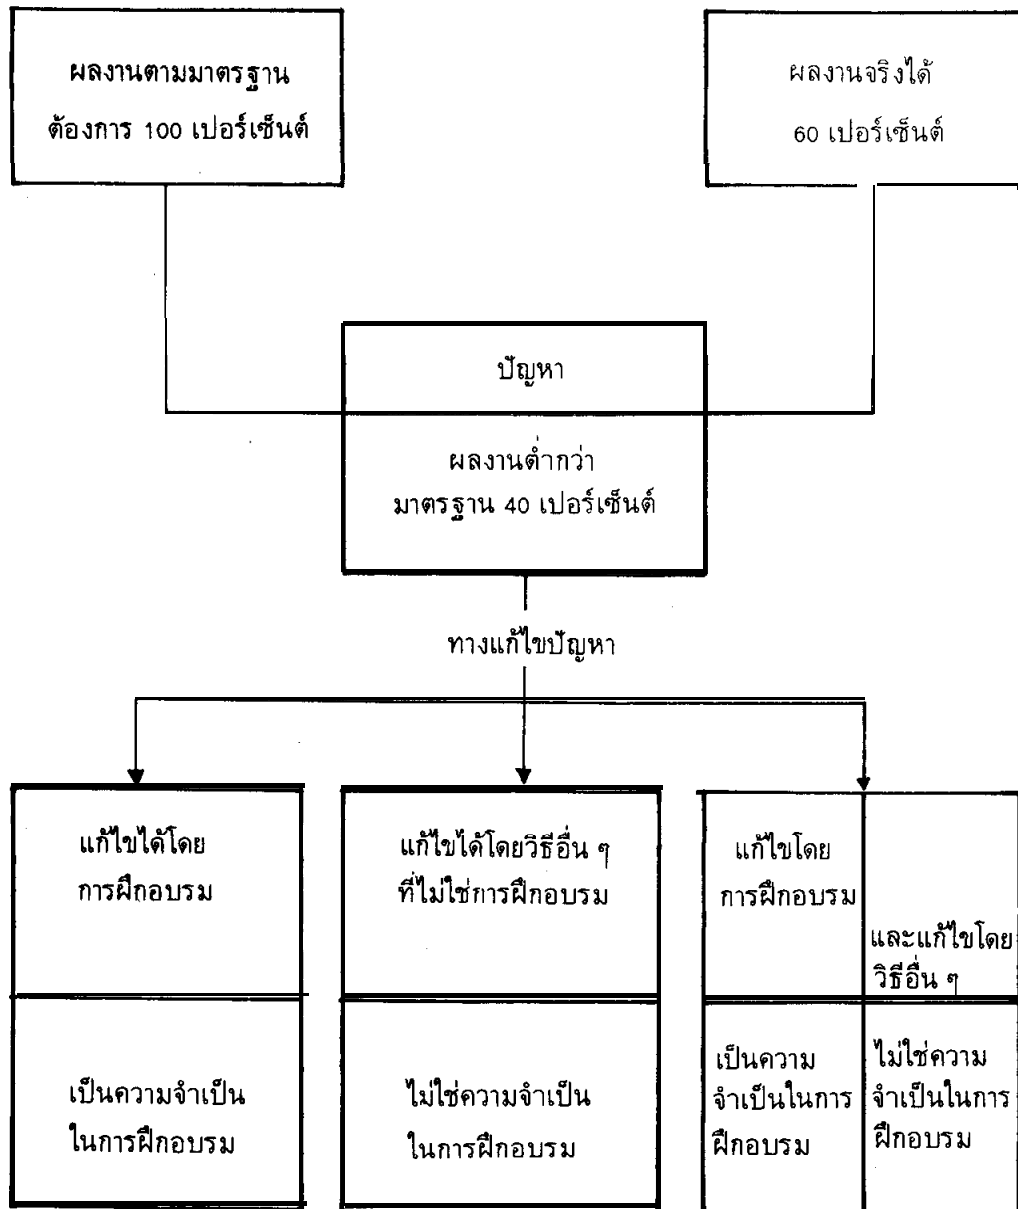 ผลงานตามมาตรฐาน
ต้องการ 100 เปอร์เซ็นต์
ผลงานจริงได้
60 เปอร์เซ็นต์
ปัญหา
ผลงานต่ำกว่า
มาตรฐาน 40 เปอร์เซ็นต์
ทางแก้ไขปัญหา
แก้ไขได้โดย
การฝึกอบรม
แก้ไขได้โดยวิธีอื่น ๆ
ที่ไม่ใช่การฝึกอบรม
แก้ไขโดย
การฝึกอบรม
และแก้ไขโดย
วิธีอื่น ๆ
เป็นความจำเป็น
ในการฝึกอบรม
ไม่ใช่ความจำเป็น
ในการฝึกอบรม
เป็นความ
จำเป็นในการ
ฝึกอบรม
ไม่ใช่ความ
จำเป็นในการ
ฝึกอบรม